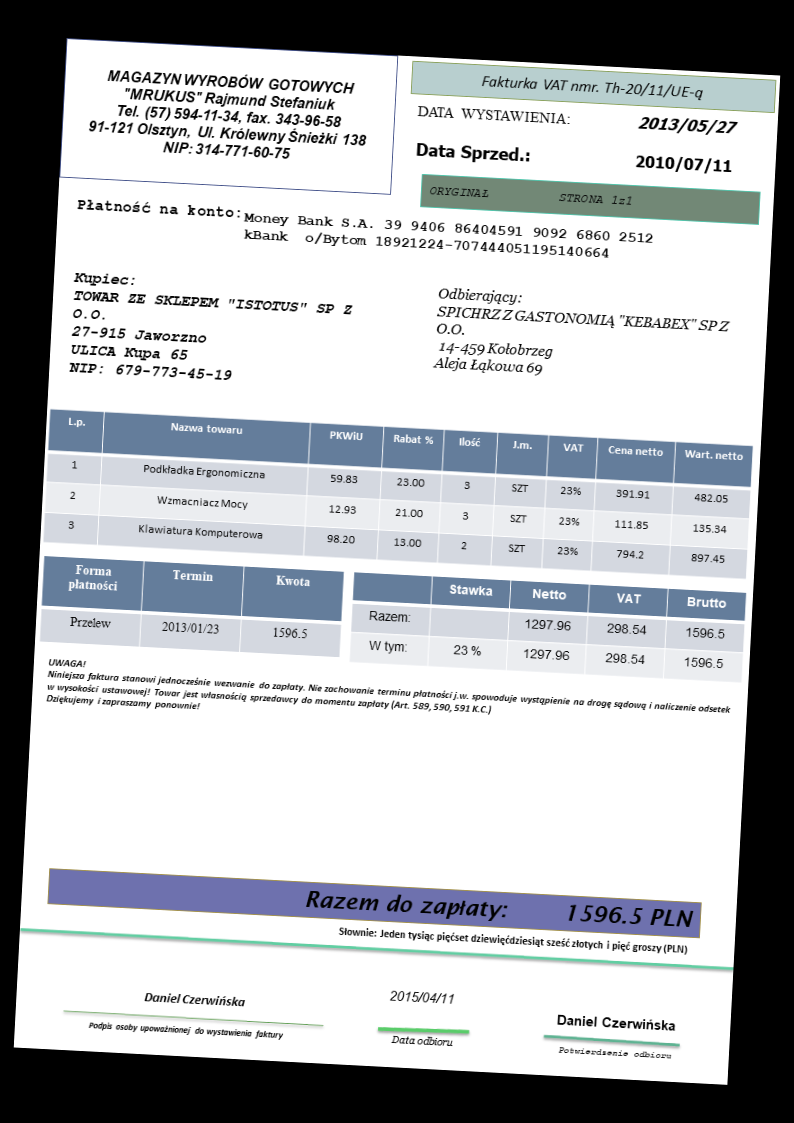 MAGAZYN WYROBÓW GOTOWYCH
"MRUKUS" Rajmund Stefaniuk
Tel. (57) 594-11-34, fax. 343-96-58
91-121 Olsztyn, Ul. Królewny Śnieżki 138
NIP: 314-771-60-75
Fakturka VAT nmr. Th-20/11/UE-q
DATA WYSTAWIENIA: 2013/05/27
Data Sprzed.: 2010/07/11
ORYGINAŁ STRONA 1z1
Płatność na konto: Money Bank S.A. 39 9406 86404591 9092 6860 2512
kBank o/Bytom 18921224-707444051195140664
Kupiec:
TOWAR ZE SKLEPEM "ISTOTUS" SP Z
O.O.
27-915 Jaworzno
ULICA Kupa 65
NIP: 679-773-45-19
Odbierający:
SPICHRZ Z GASTONOMIĄ "KEBABEX" SP Z
O.O.
14-459 Kołobrzeg
Aleja Łąkowa 69
L.p. Nazwa towaru PKWiU Rabat % Ilość J.m. VAT Cena netto Wart. netto
1 Podkładka Ergonomiczna 59.83 23.00 3 SZT 23% 391.91 482.05
2 Wzmacniacz Mocy 12.93 21.00 3 SZT 23% 111.85 135.34
3 Klawiatura Komputerowa 98.20 13.00 2 SZT 23% 794.2 897.45
Forma
płatności Termin Kwota
Przelew 2013/01/23 1596.5
Stawka Netto VAT Brutto
Razem: 1297.96 298.54 1596.5
W tym: 23 % 1297.96 298.54 1596.5
UWAGA!
Niniejsza faktura stanowi jednocześnie wezwanie do zapłaty. Nie zachowanie terminu płatności j.w. spowoduje wystąpienie na drogę sądową i naliczenie odsetek
w wysokości ustawowej! Towar jest własnością sprzedawcy do momentu zapłaty (Art. 589, 590, 591 K.C.)
Dziękujemy i zapraszamy ponownie!
Razem do zapłaty: 1596.5 PLN
Słownie: Jeden tysiąc pięćset dziewięćdziesiąt sześć złotych i pięć groszy (PLN)
Daniel Czerwińska
Podpis osoby upoważnionej do wystawienia faktury
2015/04/11
Data odbioru
Daniel Czerwińska
Potwierdzenie odbioru